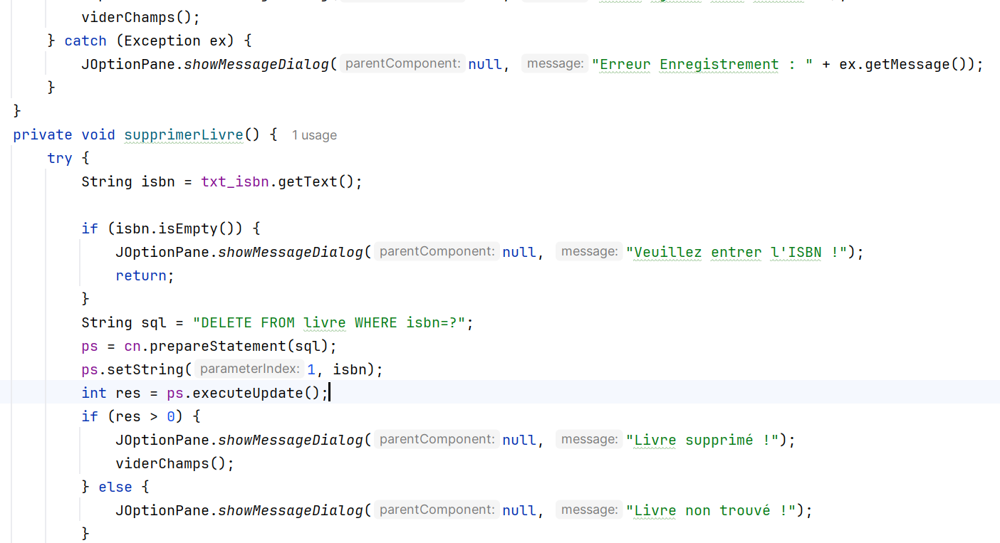 viderChamps();
} catch (Exception ex) {
JOptionPane.showMessageDialog( parentComponent: null, message: "Erreur Enregistrement : " + ex.getMessage());
}
}
private void supprimerLivre() { 1 usage
try {
String isbn = txt_isbn.getText();
if (isbn.isEmpty()) {
JOptionPane.showMessageDialog( parentComponent: null, message: "Veuillez entrer l'ISBN !");
return;
}
String sql = "DELETE FROM livre WHERE isbn=?";
ps = cn.prepareStatement(sql);
ps.setString( parameterIndex: 1, isbn);
int res = ps.executeUpdate();
if (res > 0) {
JOptionPane.showMessageDialog( parentComponent: null, message: "Livre supprimé !");
viderChamps();
} else {
JOptionPane.showMessageDialog( parentComponent: null, message: "Livre non trouvé !");
}